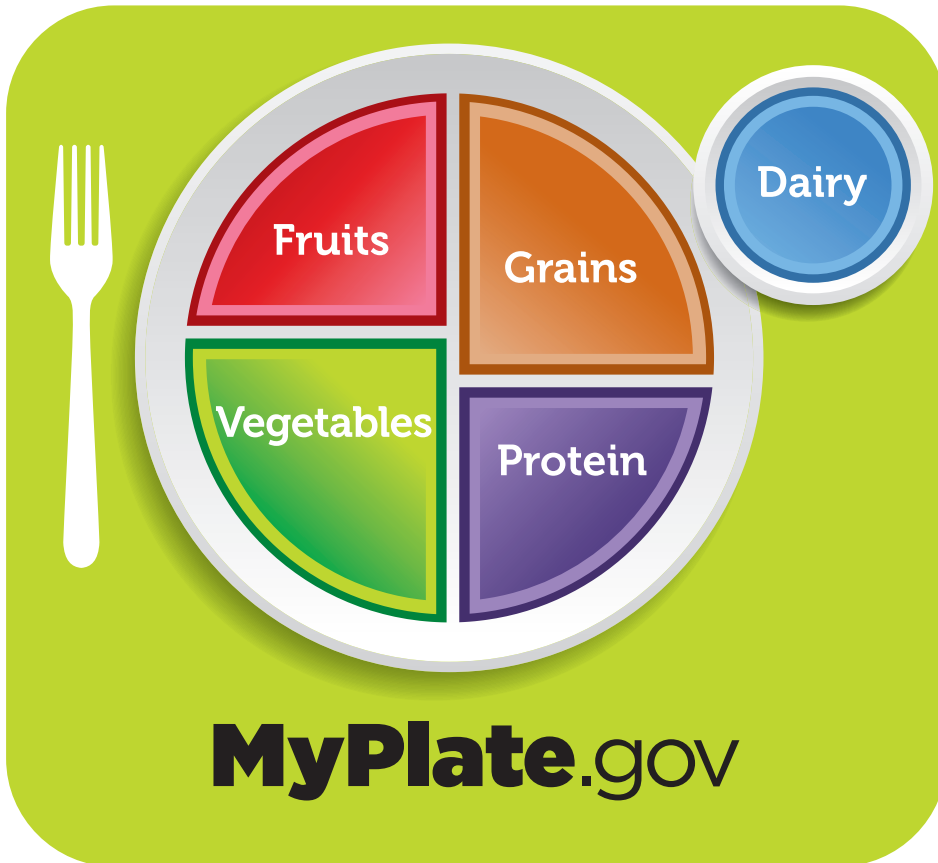 Fruits
Grains
Dairy
Vegetables
Protein
MyPlate.gov